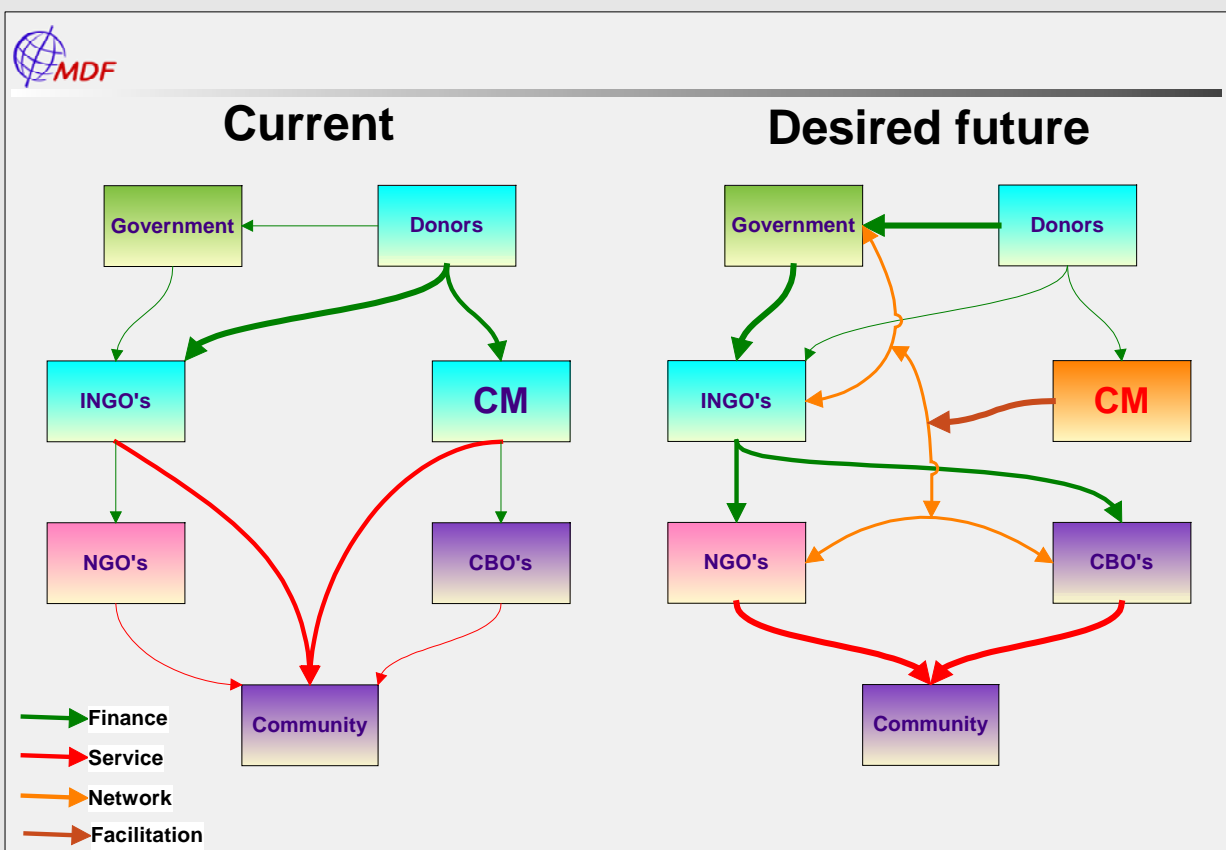 MDF
Current
Desired future
Government
Donors
INGO's
CM
NGO's
CBO's
Community
Government
Donors
INGO's
CM
NGO's
CBO's
Community
Finance
Service
Network
Facilitation